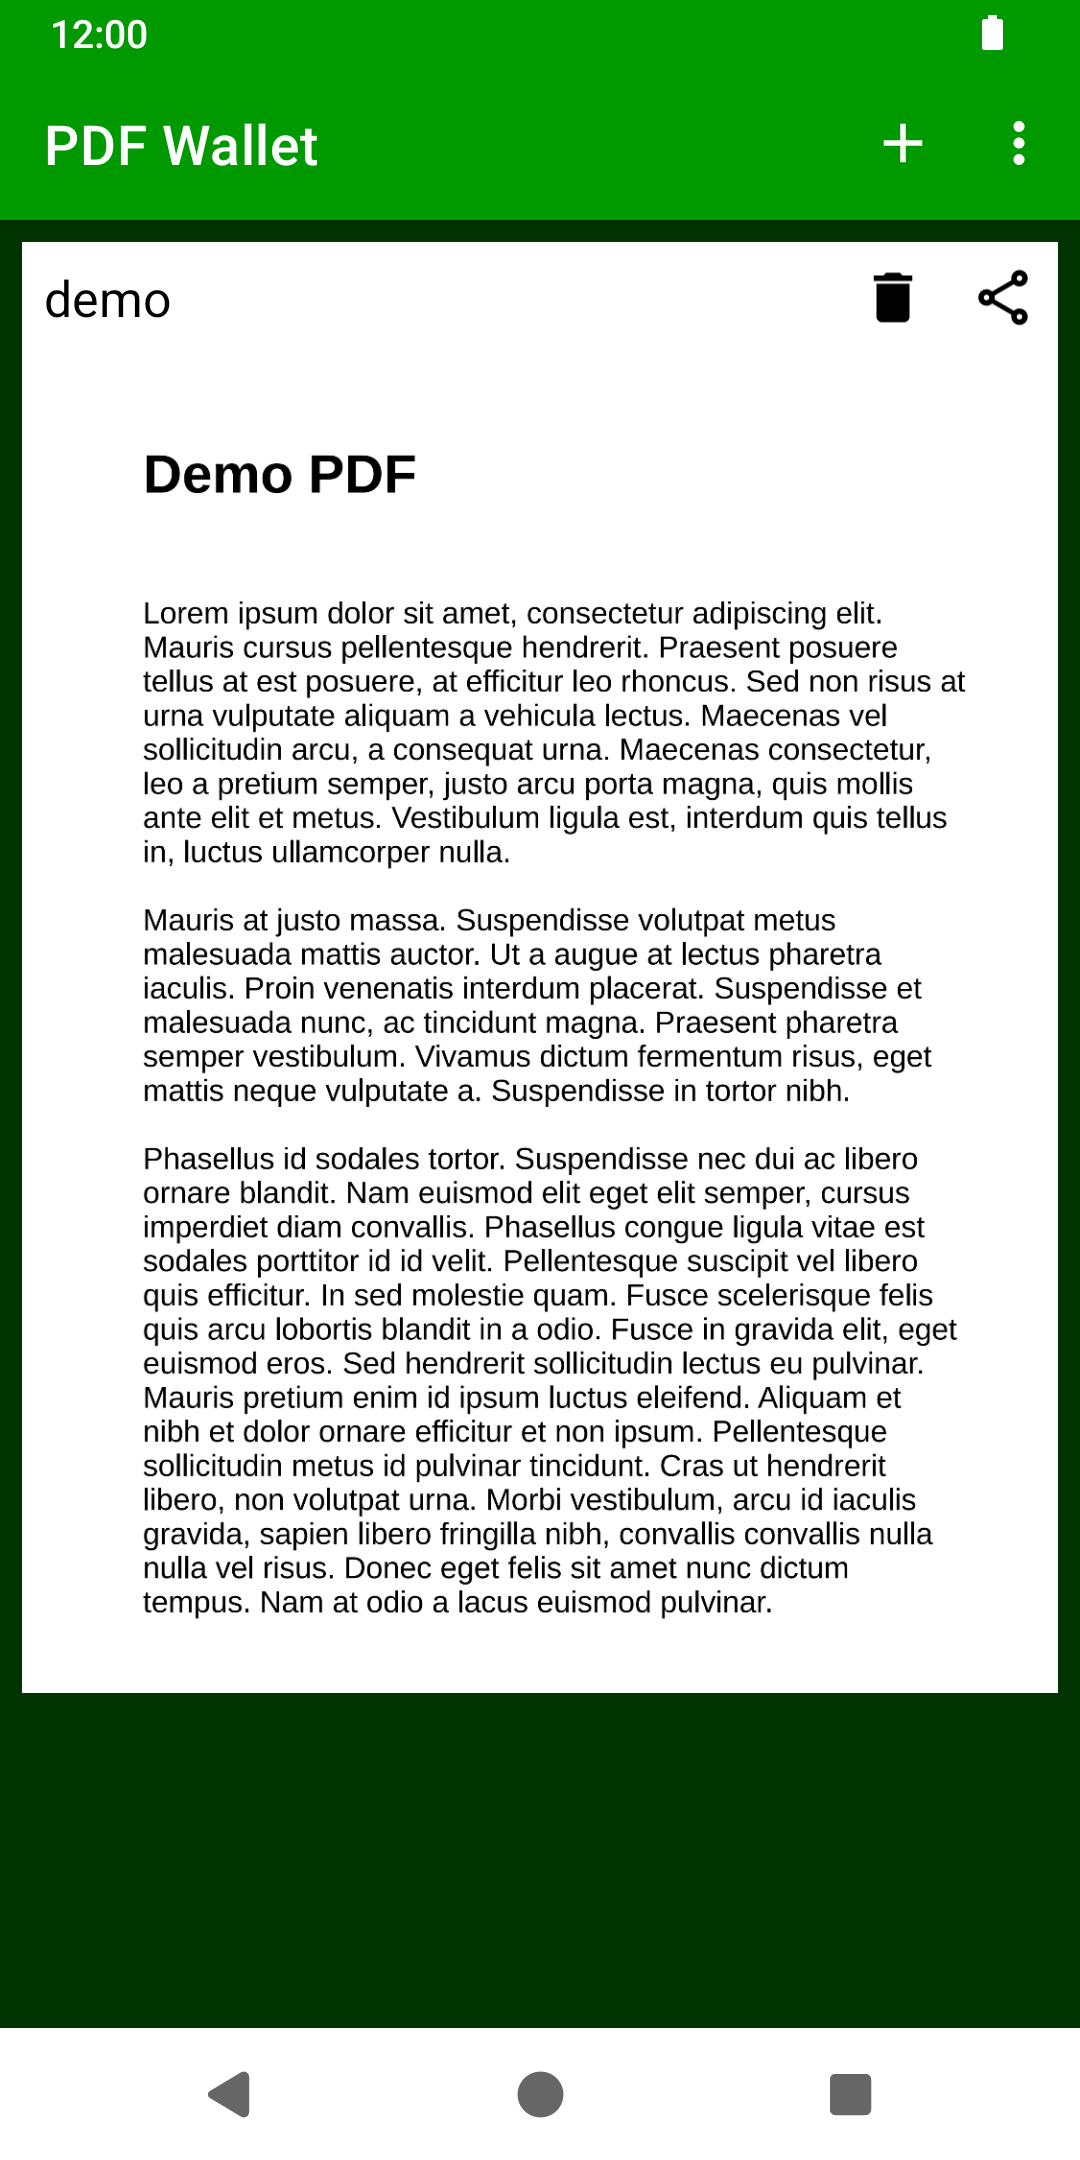 12:00
PDF Wallet
demo
Demo PDF
Lorem ipsum dolor sit amet, consectetur adipiscing elit.
Mauris cursus pellentesque hendrerit. Praesent posuere
tellus at est posuere, at efficitur leo rhoncus. Sed non risus at
urna vulputate aliquam a vehicula lectus. Maecenas vel
sollicitudin arcu, a consequat urna. Maecenas consectetur,
leo a pretium semper, justo arcu porta magna, quis mollis
ante elit et metus. Vestibulum ligula est, interdum quis tellus
in, luctus ullamcorper nulla.
Mauris at justo massa. Suspendisse volutpat metus
malesuada mattis auctor. Ut a augue at lectus pharetra
iaculis. Proin venenatis interdum placerat. Suspendisse et
malesuada nunc, ac tincidunt magna. Praesent pharetra
semper vestibulum. Vivamus dictum fermentum risus, eget
mattis neque vulputate a. Suspendisse in tortor nibh.
Phasellus id sodales tortor. Suspendisse nec dui ac libero
ornare blandit. Nam euismod elit eget elit semper, cursus
imperdiet diam convallis. Phasellus congue ligula vitae est
sodales porttitor id id velit. Pellentesque suscipit vel libero
quis efficitur. In sed molestie quam. Fusce scelerisque felis
quis arcu lobortis blandit in a odio. Fusce in gravida elit, eget
euismod eros. Sed hendrerit sollicitudin lectus eu pulvinar.
Mauris pretium enim id ipsum luctus eleifend. Aliquam et
nibh et dolor ornare efficitur et non ipsum. Pellentesque
sollicitudin metus id pulvinar tincidunt. Cras ut hendrerit
libero, non volutpat urna. Morbi vestibulum, arcu id iaculis
gravida, sapien libero fringilla nibh, convallis convallis nulla
nulla vel risus. Donec eget felis sit amet nunc dictum
tempus. Nam at odio a lacus euismod pulvinar.